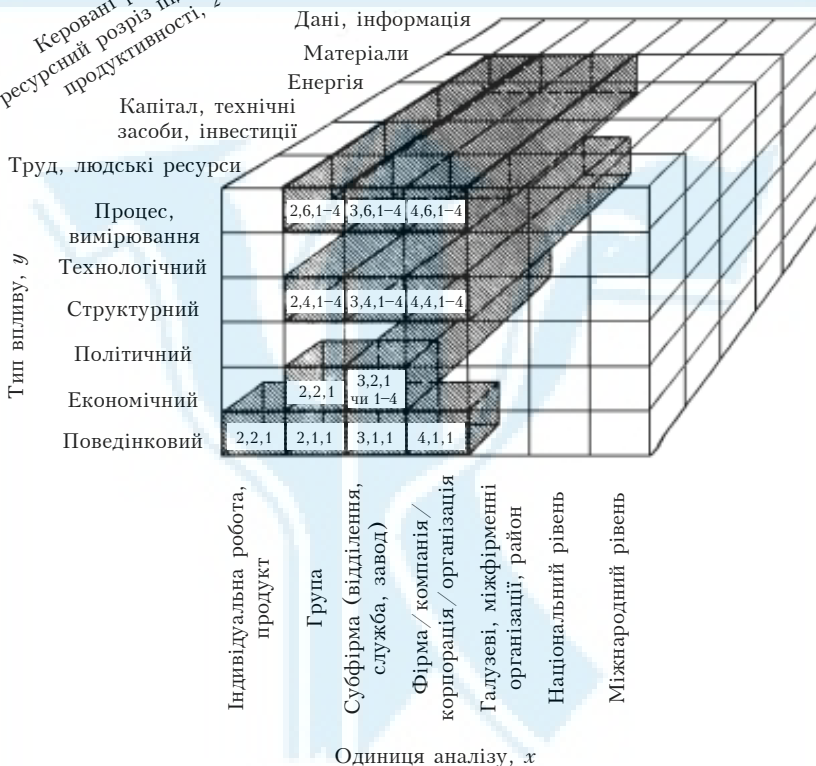 Керовані
ресурсний розріз
продуктивності,
Дані, інформація
Матеріали
Енергія
Капітал, технічні
засоби, інвестиції
Труд, людські ресурси
Процес,
вимірювання
Технологічний
Структурний
Політичний
Економічний
Поведінковий
Тип впливу, y
2,6,1–4 3,6,1–4 4,6,1–4
2,4,1–4 3,4,1–4 4,4,1–4
2,2,1
3,2,1
чи 1–4
2,2,1 2,1,1 3,1,1 4,1,1
Індивідуальна робота,
продукт
Група
Субфірма (відділення,
служба, завод)
Фірма/компанія/
корпорація/організація
Галузеві, міжфірменні
організації, район
Національний рівень
Міжнародний рівень
Одиниця аналізу, x